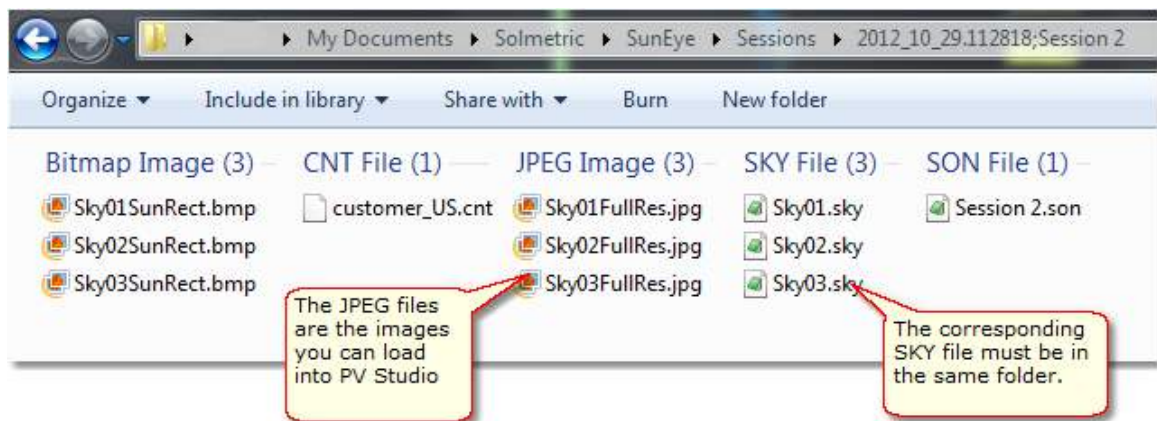 My Documents ▸ Solmetric ▸ SunEye ▸ Sessions ▸ 2012_10_29.112818;Session 2
Organize Include in library Share with Burn New folder
Bitmap Image (3) CNT File (1) JPEG Image (3) SKY File (3) SON File (1)
Sky01SunRect.bmp customer_US.cnt Sky01FullRes.jpg Sky01.sky Session 2.son
Sky02SunRect.bmp Sky02FullRes.jpg Sky02.sky
Sky03SunRect.bmp Sky03FullRes.jpg Sky03.sky
The JPEG files
are the images
you can load
into PV Studio
The corresponding
SKY file must be in
the same folder.